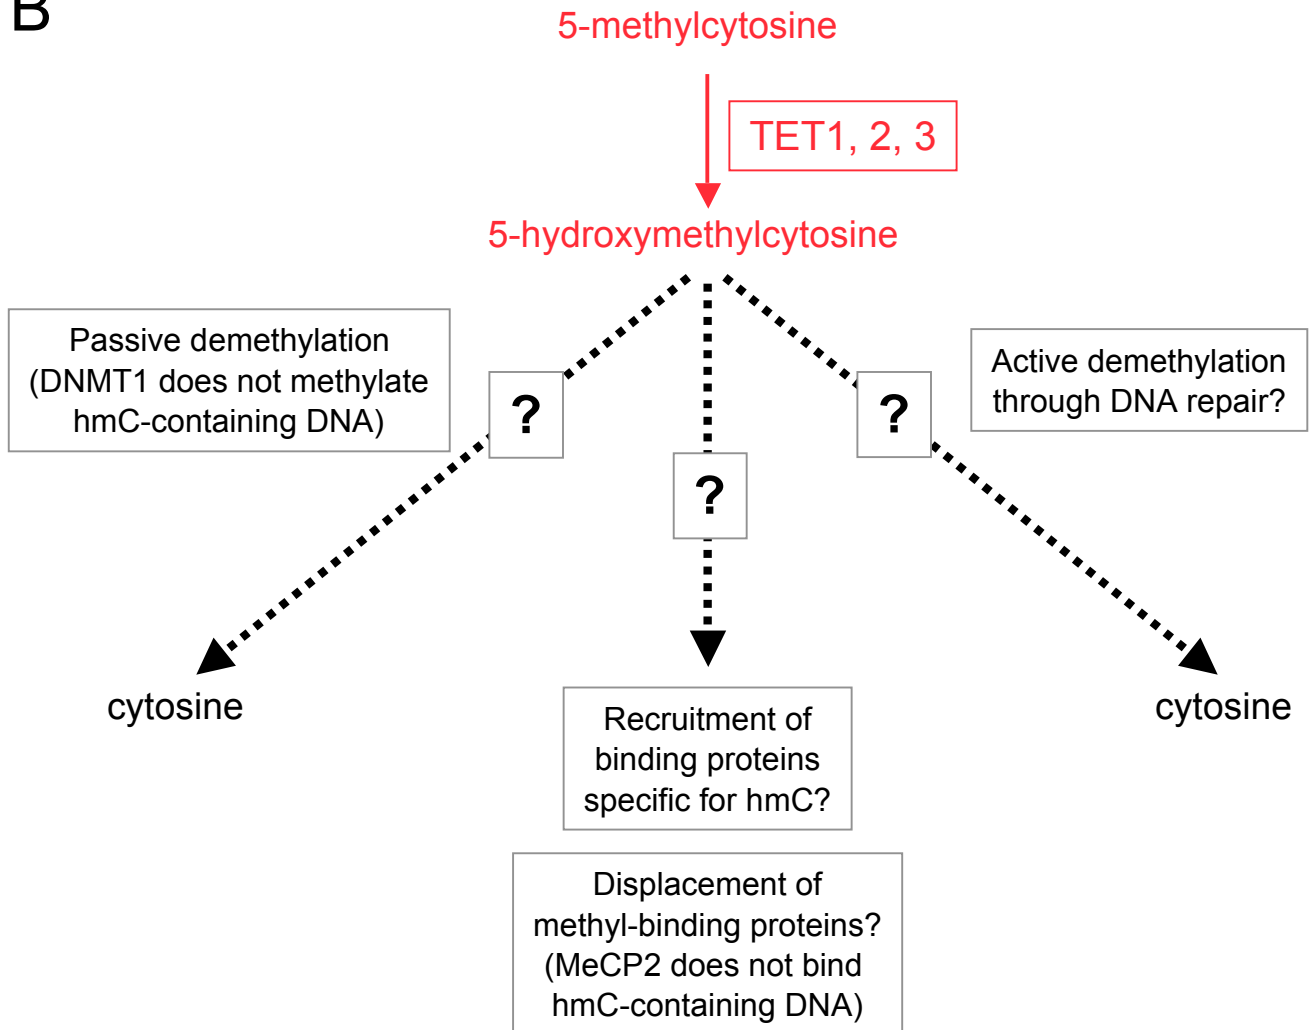 B
5-methylcytosine
TET1, 2, 3
5-hydroxymethylcytosine
Passive demethylation
(DNMT1 does not methylate
hmC-containing DNA)
?
?
?
Active demethylation
through DNA repair?
cytosine
cytosine
Recruitment of
binding proteins
specific for hmC?
Displacement of
methyl-binding proteins?
(MeCP2 does not bind
hmC-containing DNA)